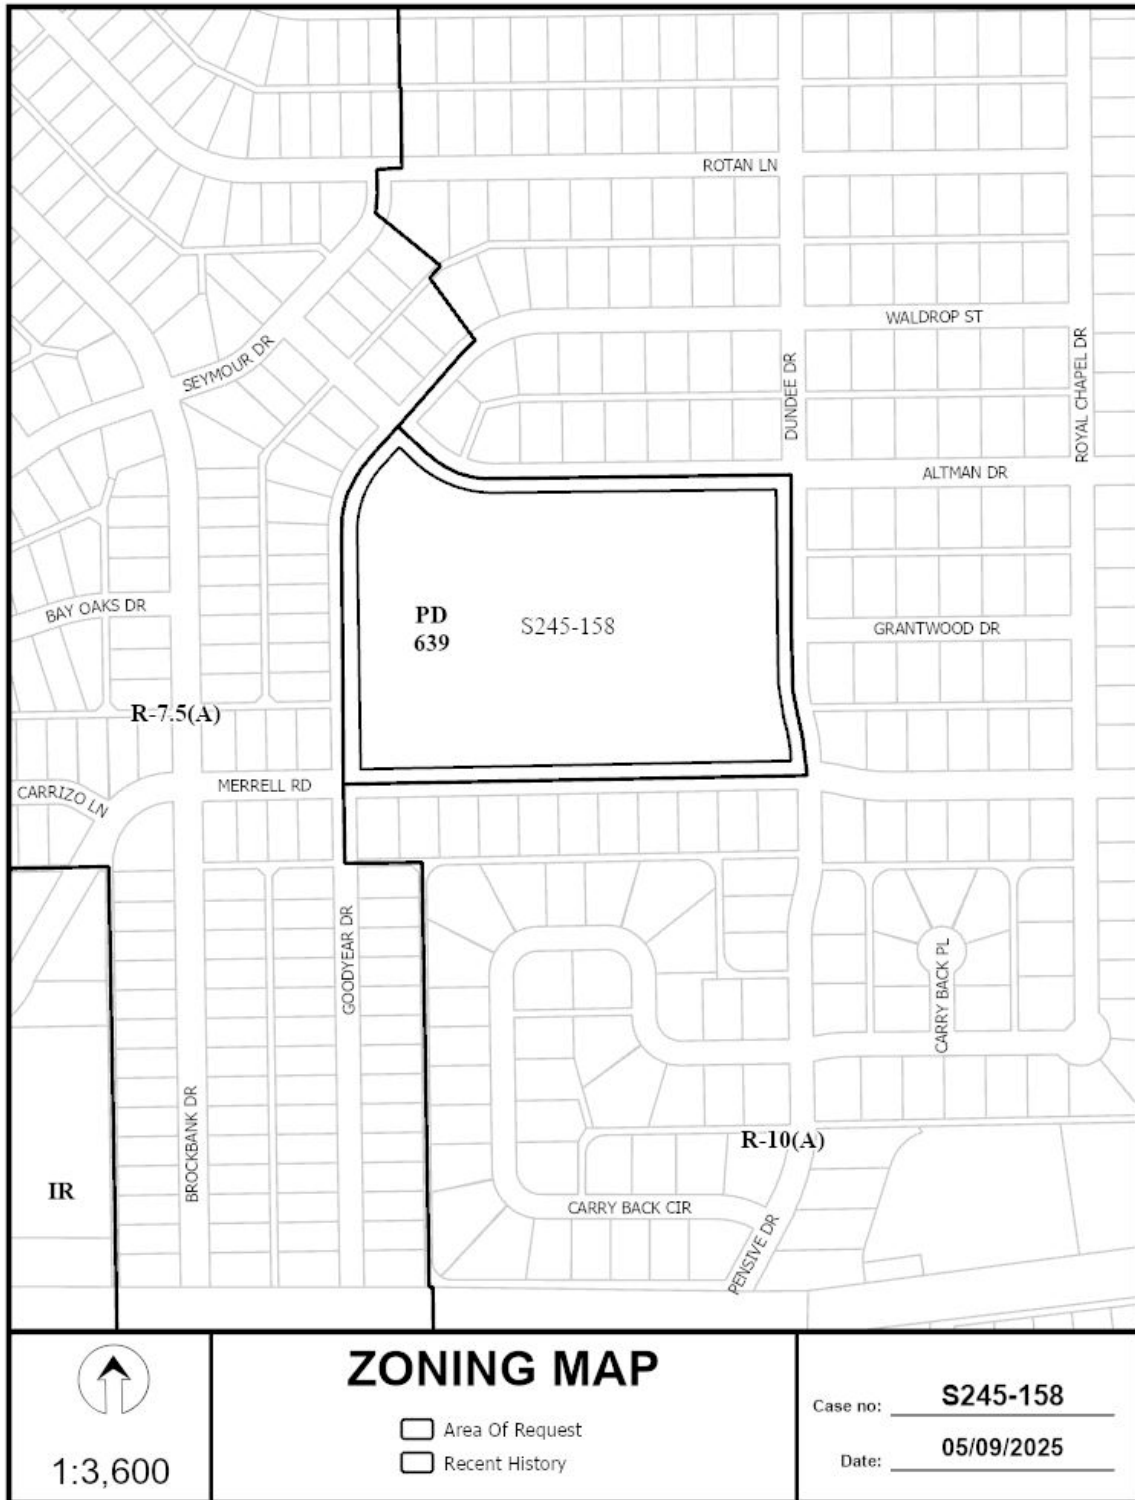 ROTAN LN
WALDROP ST
SEYMOUR DR
DUNDEE DR
ROYAL CHAPEL DR
ALTMAN DR
BAY OAKS DR
PD
639
S245-158
GRANTWOOD DR
R-7.5(A)
MERRELL RD
CARRIZO LN
GOODYEAR DR
CARRY BACK PL
BROCKBANK DR
R-10(A)
IR
CARRY BACK CIR
PENSIVE DR
1:3,600
ZONING MAP
Area Of Request
Recent History
Case no: S245-158
Date: 05/09/2025